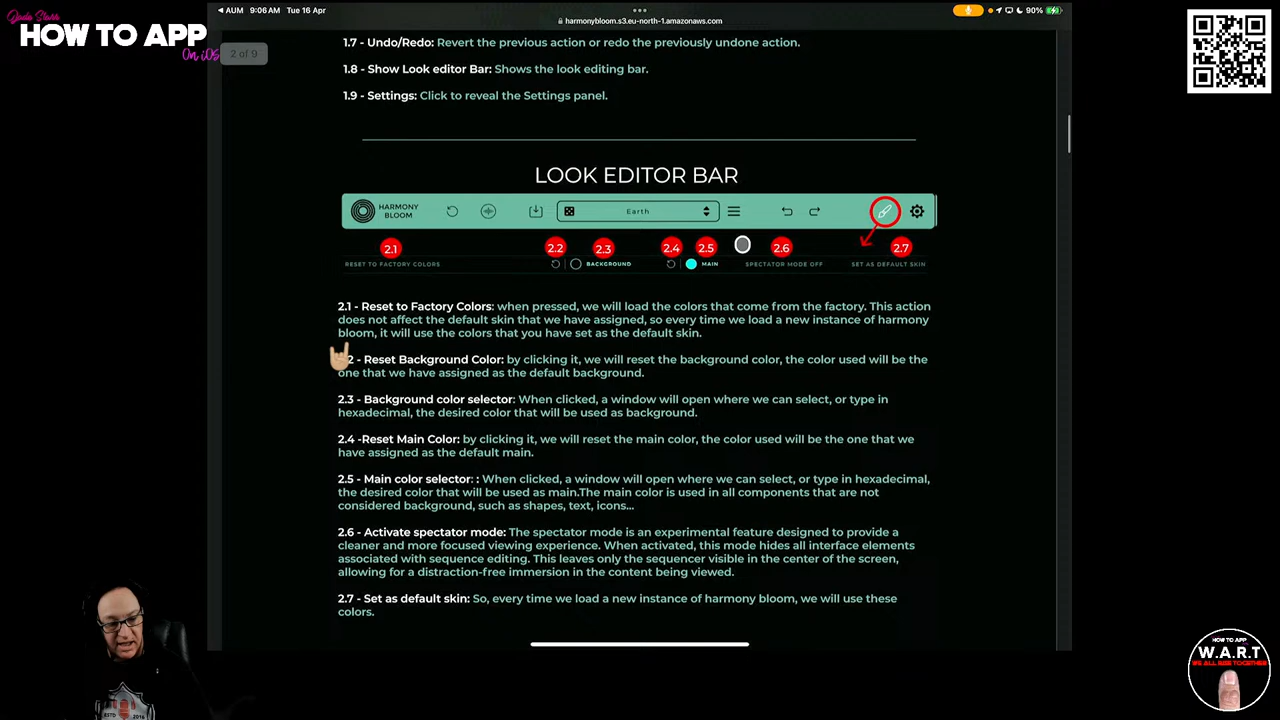 Jade Starr
HOW TO APP
On iOS
AUM 9:06 AM Tue 16 Apr
90%
harmonybloom.s3.eu-north-1.amazonaws.com
2 of 9
1.7 - Undo/Redo: Revert the previous action or redo the previously undone action.
1.8 - Show Look editor Bar: Shows the look editing bar.
1.9 - Settings: Click to reveal the Settings panel.
LOOK EDITOR BAR
HARMONY
BLOOM
Earth
2.1 2.2 2.3 2.4 2.5 2.6 2.7
RESET TO FACTORY COLORS BACKGROUND MAIN SPECTATOR MODE OFF SET AS DEFAULT SKIN
2.1 - Reset to Factory Colors: when pressed, we will load the colors that come from the factory. This action
does not affect the default skin that we have assigned, so every time we load a new instance of harmony
bloom, it will use the colors that you have set as the default skin.
2 - Reset Background Color: by clicking it, we will reset the background color, the color used will be the
one that we have assigned as the default background.
2.3 - Background color selector: When clicked, a window will open where we can select, or type in
hexadecimal, the desired color that will be used as background.
2.4 -Reset Main Color: by clicking it, we will reset the main color, the color used will be the one that we
have assigned as the default main.
2.5 - Main color selector: : When clicked, a window will open where we can select, or type in hexadecimal,
the desired color that will be used as main.The main color is used in all components that are not
considered background, such as shapes, text, icons...
2.6 - Activate spectator mode: The spectator mode is an experimental feature designed to provide a
cleaner and more focused viewing experience. When activated, this mode hides all interface elements
associated with sequence editing. This leaves only the sequencer visible in the center of the screen,
allowing for a distraction-free immersion in the content being viewed.
2.7 - Set as default skin: So, every time we load a new instance of harmony bloom, we will use these
colors.
ESTD 2016
HOW TO APP
W.A.R.T
WE ALL RISE TOGETHER